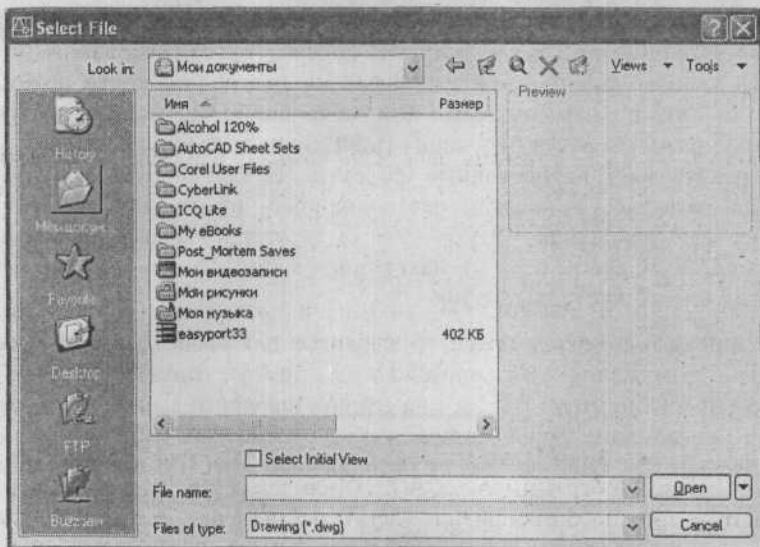 Select File
Look in: Мои документы Views Tools
History
Favorite
Desktop
FTP
Buzzsaw
Имя Размер
Alcohol 120%
AutoCAD Sheet Sets
Corel User Files
CyberLink
ICQ Lite
My eBooks
Post_Mortem Saves
Мои видеозаписи
Мои рисунки
Моя музыка
easyport33 402 КБ
Preview
Select Initial View
File name: Open
Files of type: Drawing (*.dwg) Cancel